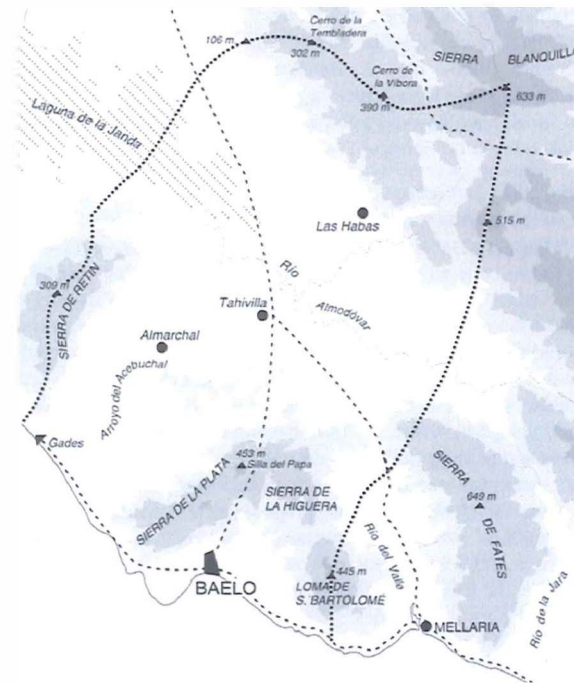 106 m
Cerro de la
Tembladera
302 m
SIERRA BLANQUILLA
Cerro de
la Vibora
390 m
633 m
Laguna de la Janda
515 m
Las Habas
Río
Almodóvar
309 m
SIERRA DE RETIN
Tahivilla
Almarchal
Arroyo del Acebuchal
Gades
453 m
Silla del Papa
SIERRA DE LA PLATA
SIERRA DE
LA HIGUERA
SIERRA
DE FATES
649 m
BAELO
445 m
LOMA DE
S. BARTOLOMÉ
Río del Valle
MELLARIA
Río de la Jara